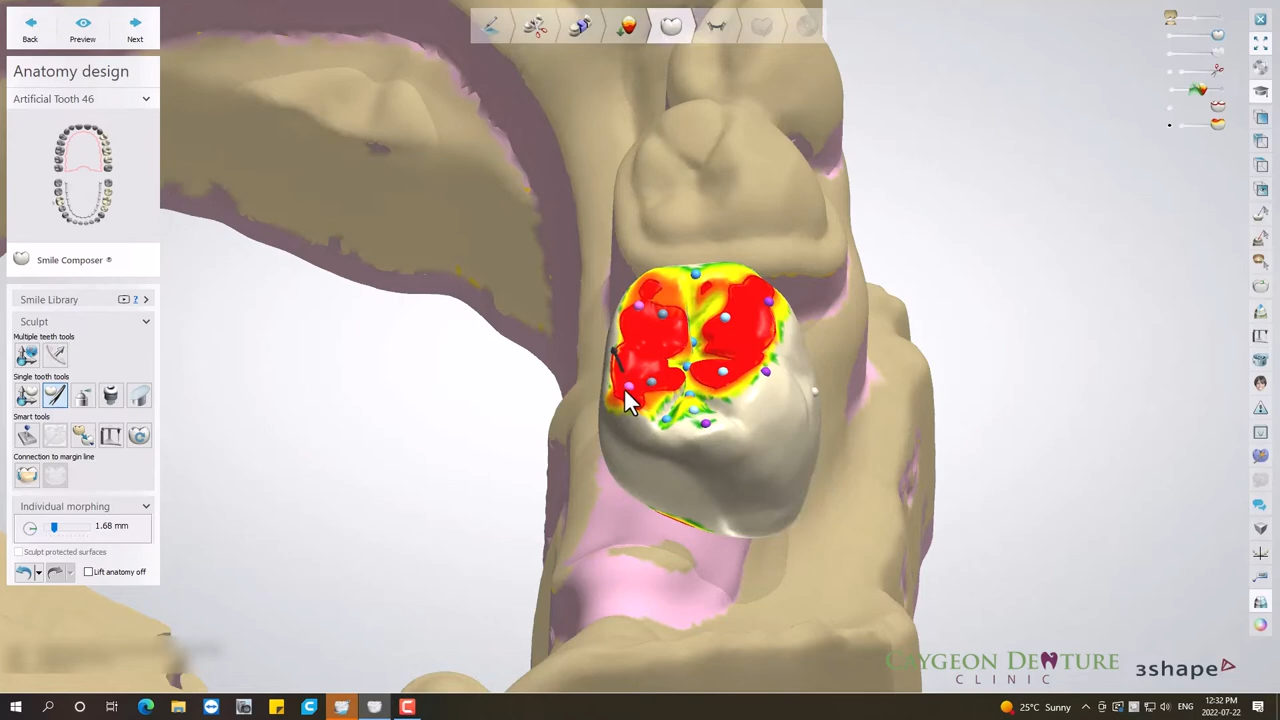 Back
Preview
Next
Anatomy design
Artificial Tooth 46
Smile Composer ®
Smile Library
?
Sculpt
Multiple teeth tools
Single tooth tools
Smart tools
Connection to margin line
Individual morphing
1.68 mm
Sculpt protected surfaces
Lift anatomy off
CAYGEON DENTURE
CLINIC
3shape
25°C Sunny
ENG
12:32 PM
2022-07-22